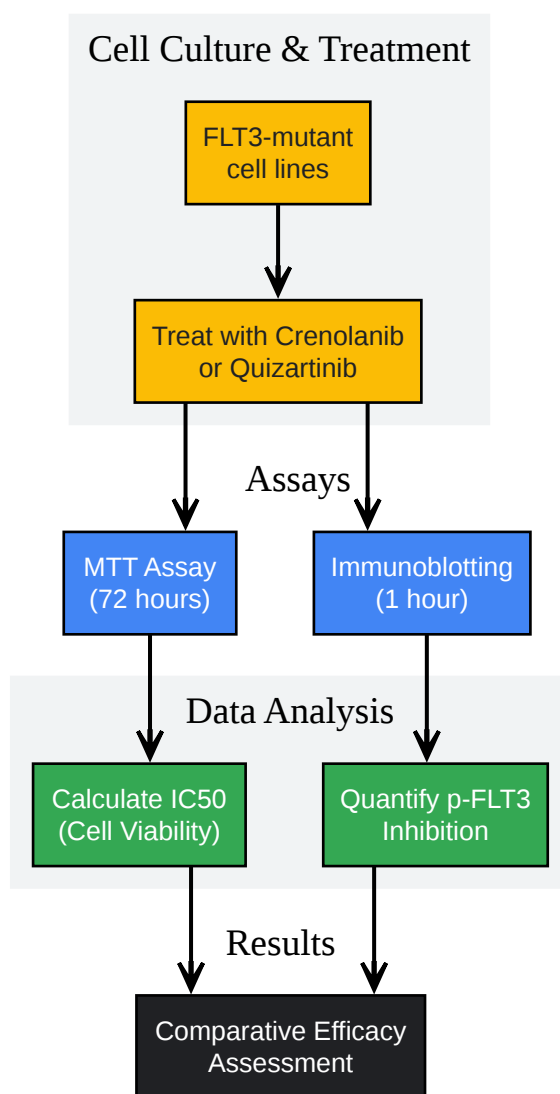 Cell Culture & Treatment
FLT3-mutant
cell lines
Treat with Crenolanib
or Quizartinib
Assays
MTT Assay
(72 hours)
Immunoblotting
(1 hour)
Data Analysis
Calculate IC50
(Cell Viability)
Quantify p-FLT3
Inhibition
Results
Comparative Efficacy
Assessment